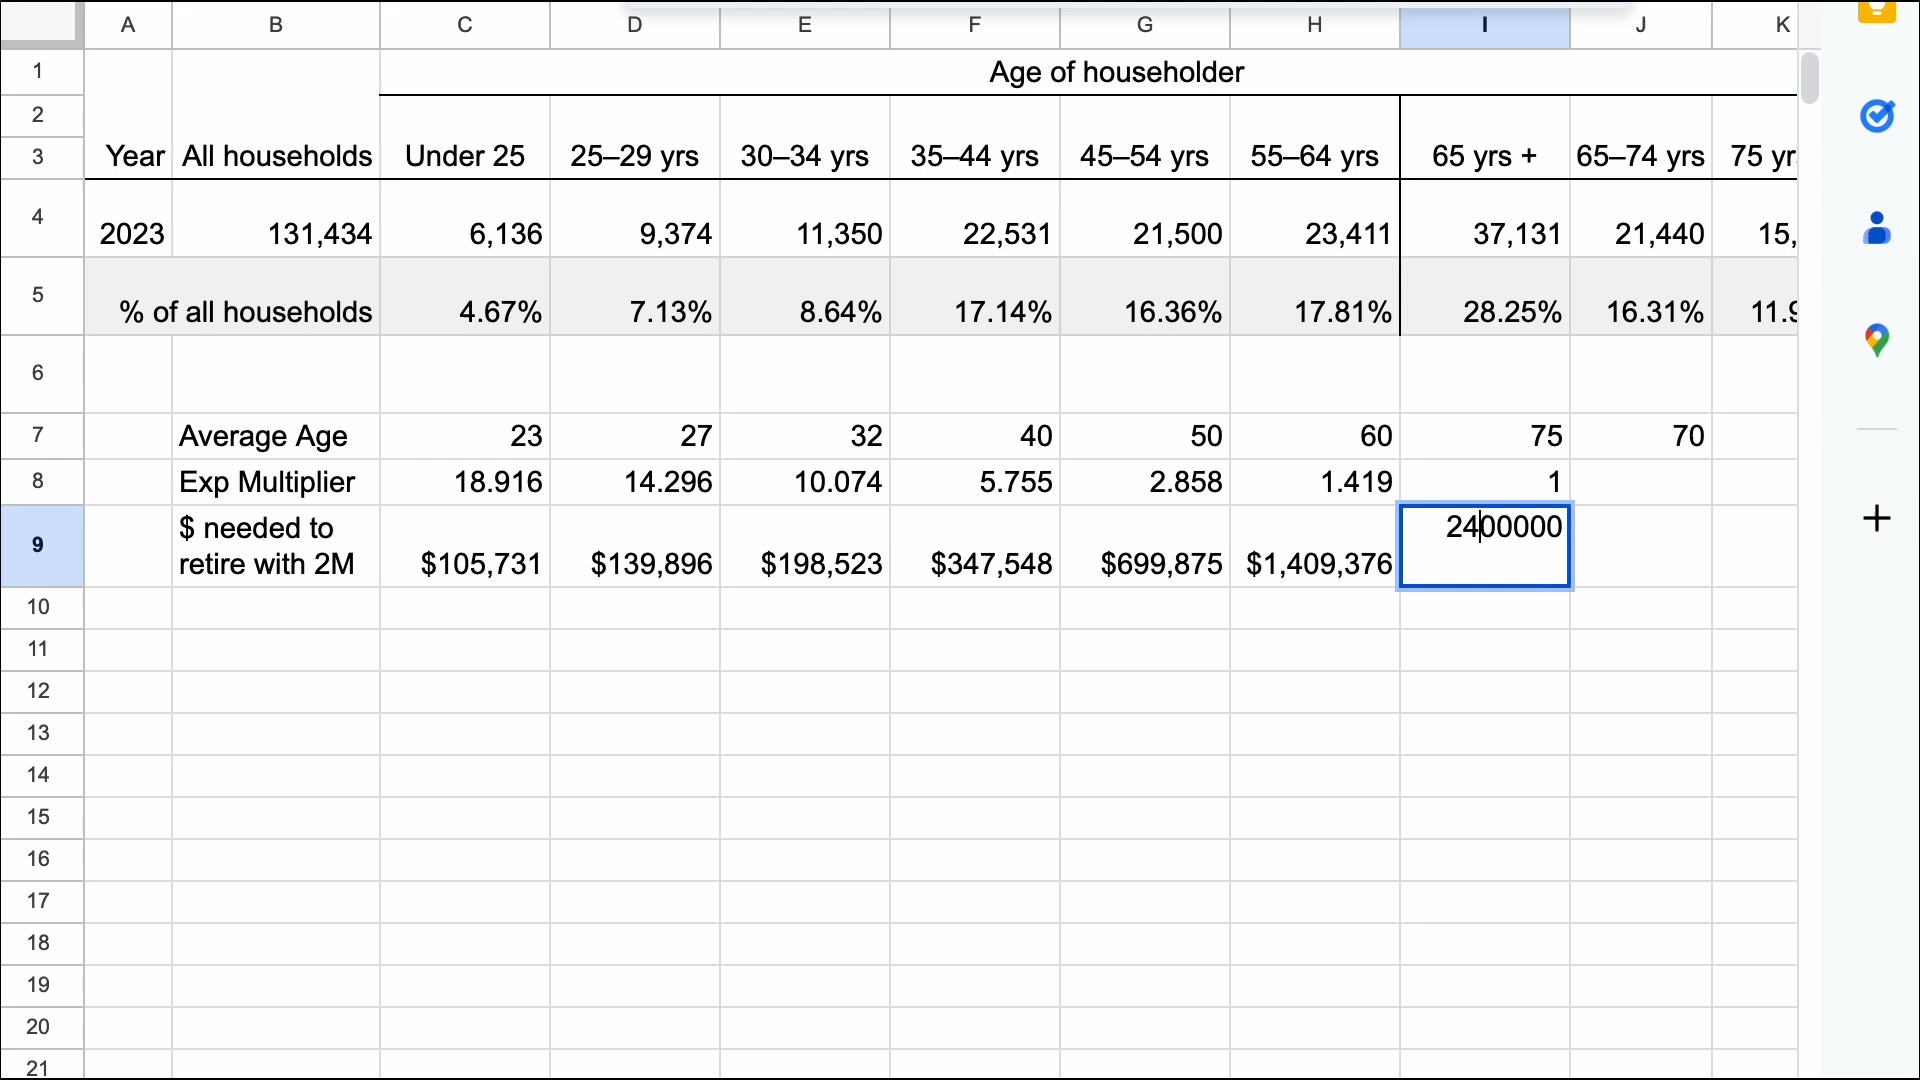 A B C D E F G H I J K
1 Age of householder
2
3 Year All households Under 25 25–29 yrs 30–34 yrs 35–44 yrs 45–54 yrs 55–64 yrs 65 yrs + 65–74 yrs 75 yr
4 2023 131,434 6,136 9,374 11,350 22,531 21,500 23,411 37,131 21,440 15,
5 % of all households 4.67% 7.13% 8.64% 17.14% 16.36% 17.81% 28.25% 16.31% 11.9
6
7 Average Age 23 27 32 40 50 60 75 70
8 Exp Multiplier 18.916 14.296 10.074 5.755 2.858 1.419 1
$ needed to 2400000
9 retire with 2M $105,731 $139,896 $198,523 $347,548 $699,875 $1,409,376
10
11
12
13
14
15
16
17
18
19
20
21